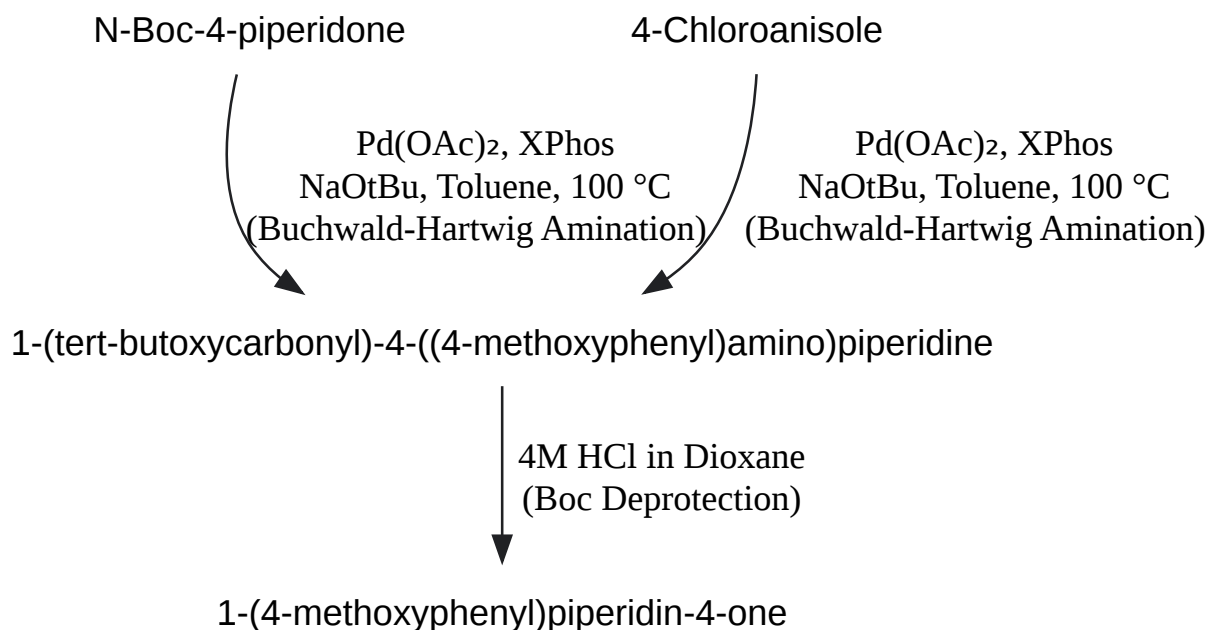 N-Boc-4-piperidone
4-Chloroanisole
Pd(OAc)₂, XPhos
NaOtBu, Toluene, 100 °C
(Buchwald-Hartwig Amination)
Pd(OAc)₂, XPhos
NaOtBu, Toluene, 100 °C
(Buchwald-Hartwig Amination)
1-(tert-butoxycarbonyl)-4-((4-methoxyphenyl)amino)piperidine
4M HCl in Dioxane
(Boc Deprotection)
1-(4-methoxyphenyl)piperidin-4-one